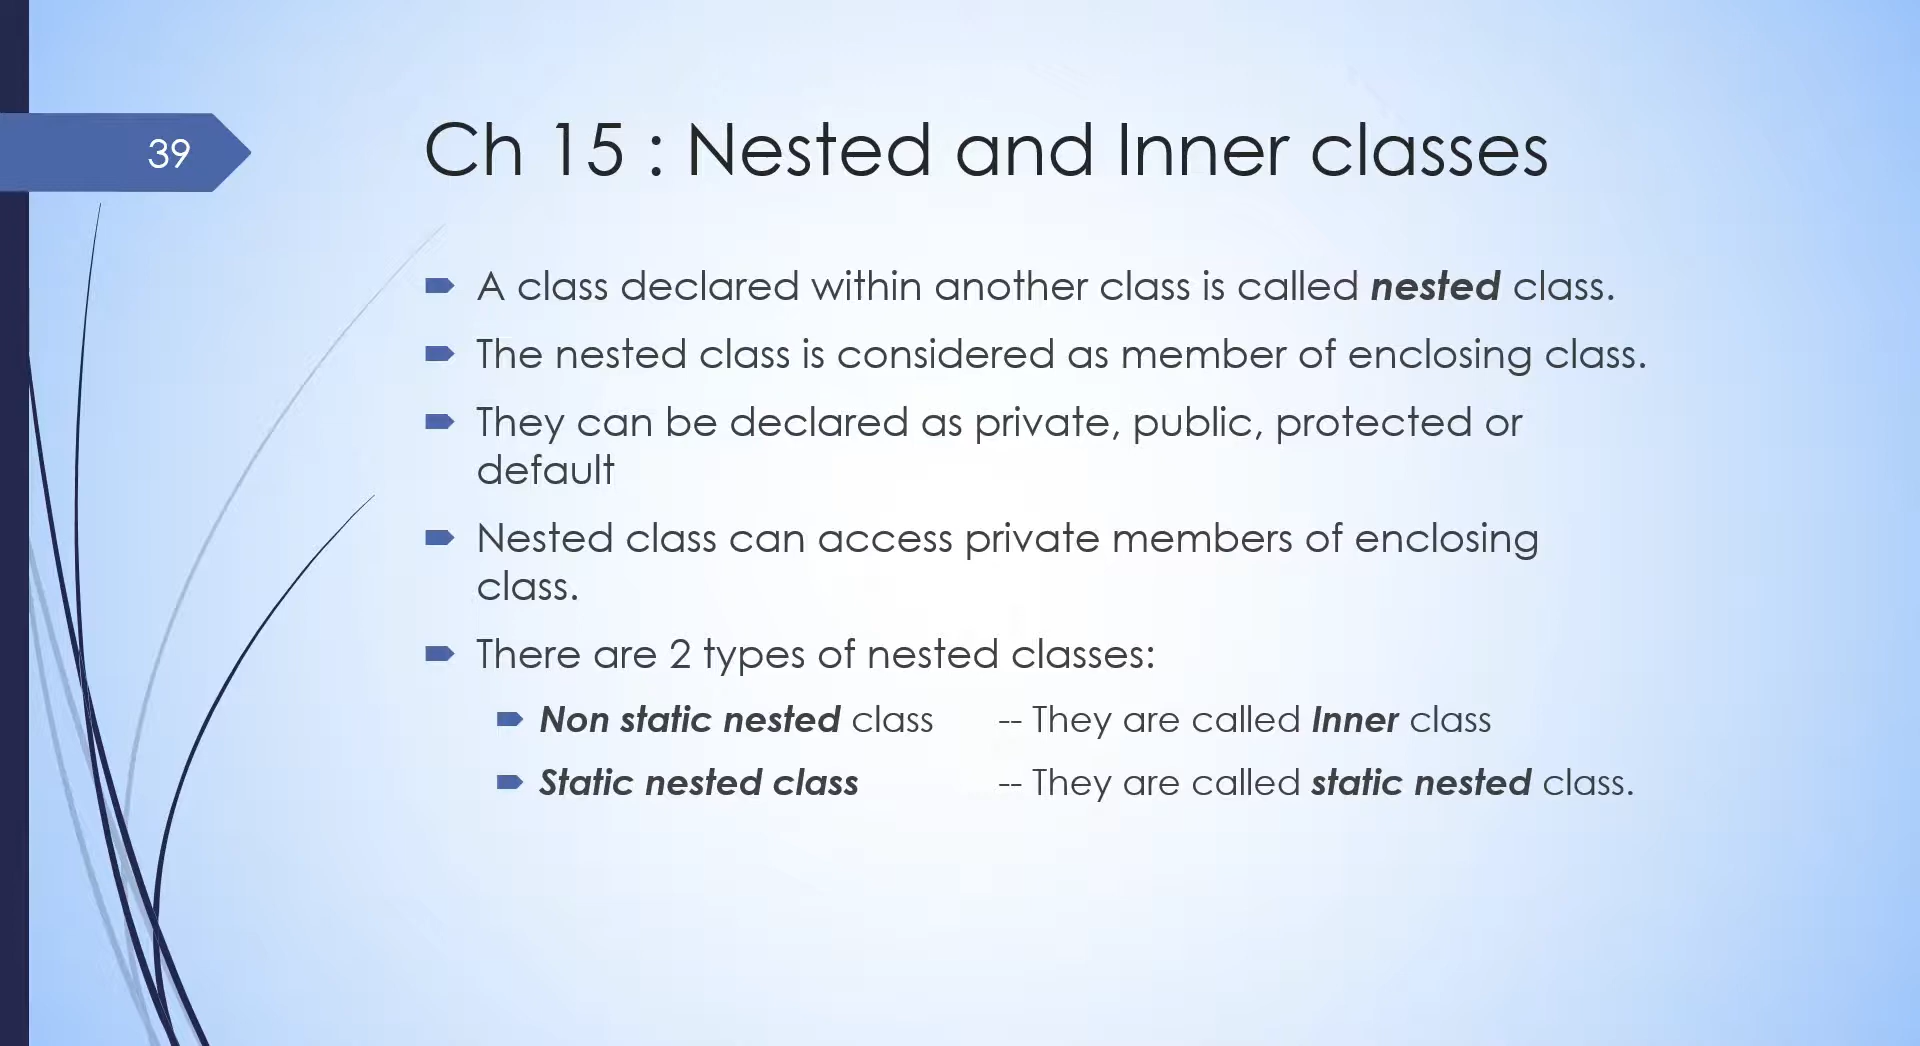 39
Ch 15 : Nested and Inner classes
A class declared within another class is called nested class.
The nested class is considered as member of enclosing class.
They can be declared as private, public, protected or
default
Nested class can access private members of enclosing
class.
There are 2 types of nested classes:
Non static nested class -- They are called Inner class
Static nested class -- They are called static nested class.